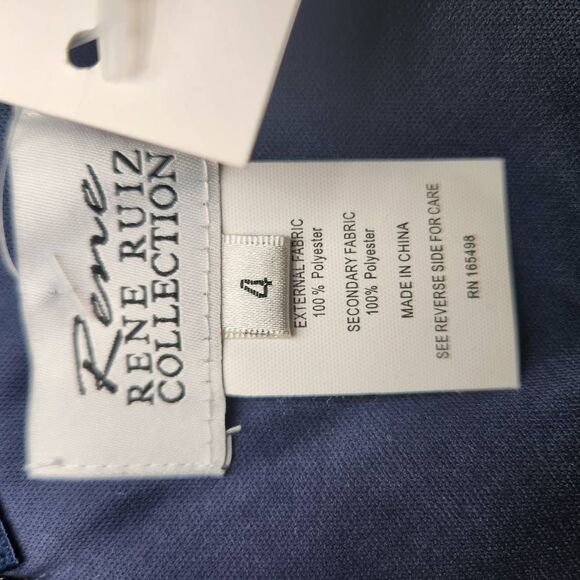 Rene
RENE RUIZ
COLLECTION
4
EXTERNAL FABRIC
100 % Polyester
SECONDARY FABRIC
100% Polyester
MADE IN CHINA
SEE REVERSE SIDE FOR CARE
RN 165498